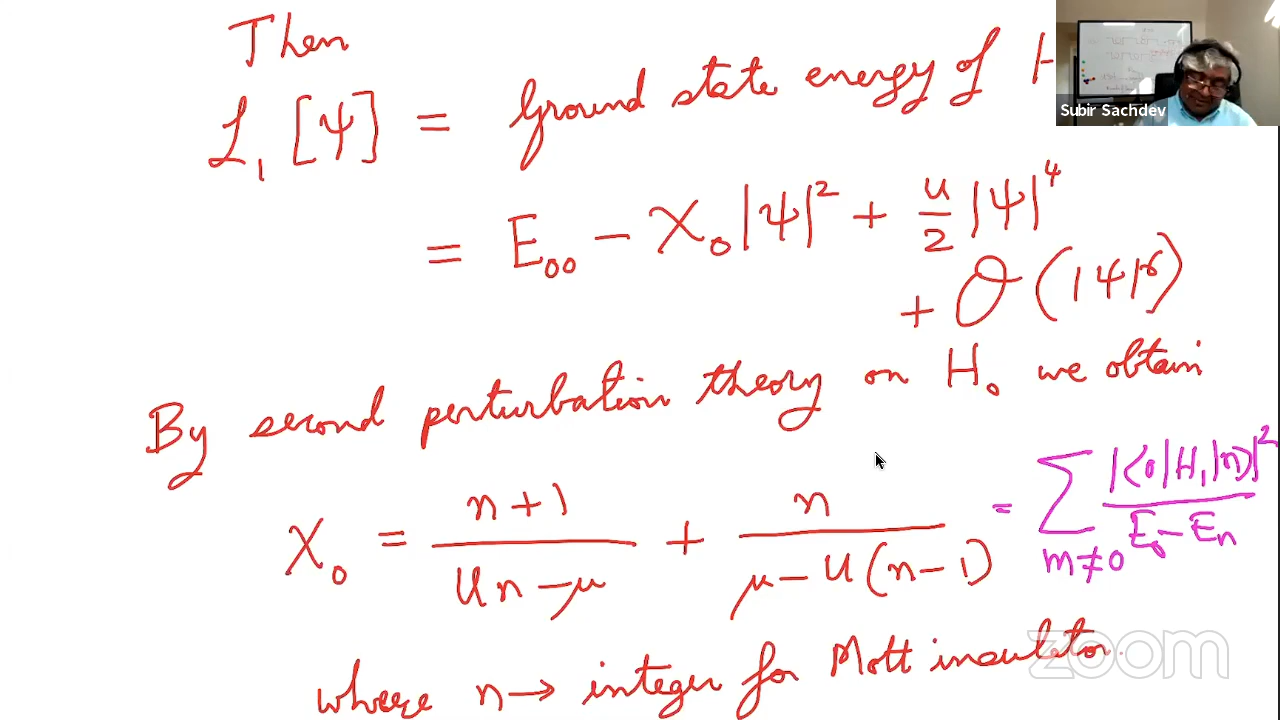 Then
ℒ₁ [ψ] = Ground state energy of H
= E₀₀ − χ₀|ψ|² + u/2 |ψ|⁴
+ 𝒪(|ψ|⁶)
By second perturbation theory on H₀ we obtain
χ₀ = (n+1)/(Un−μ) + n/(μ−U(n−1)) = ∑_{m≠0} |⟨0|H₁|n⟩|²/(E₀−Eₙ)
where n → integer for Mott insulator.
Subir Sachdev
zoom